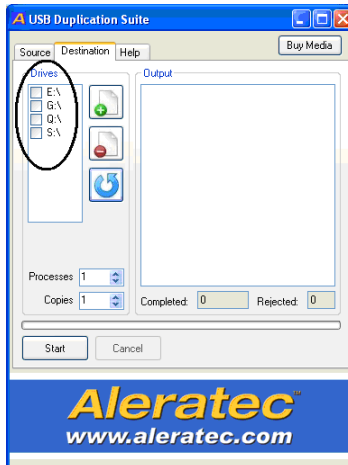 A USB Duplication Suite
Buy Media
Source Destination Help
Drives
Output
E:\
G:\
Q:\
S:\
Processes 1
Copies 1
Completed: 0 Rejected: 0
Start Cancel
Aleratec™
www.aleratec.com